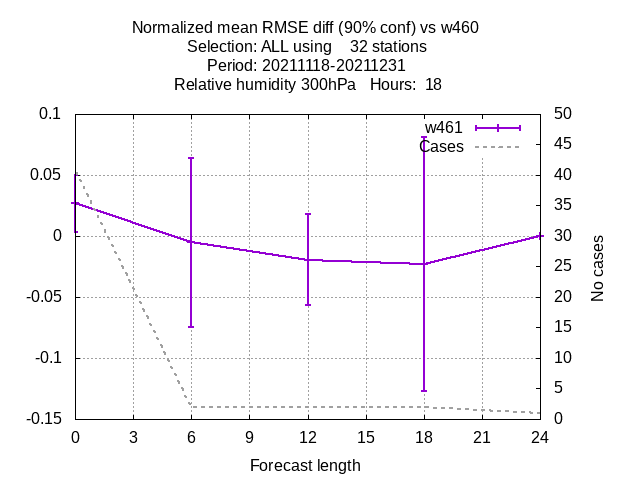 Normalized mean RMSE diff (90% conf) vs w460
Selection: ALL using    32 stations
Period: 20211118-20211231
Relative humidity 300hPa   Hours:  18
w461
Cases
0.1
0.05
0
-0.05
-0.1
-0.15
50
45
40
35
30
25
20
15
10
5
0
No cases
0 3 6 9 12 15 18 21 24
Forecast length